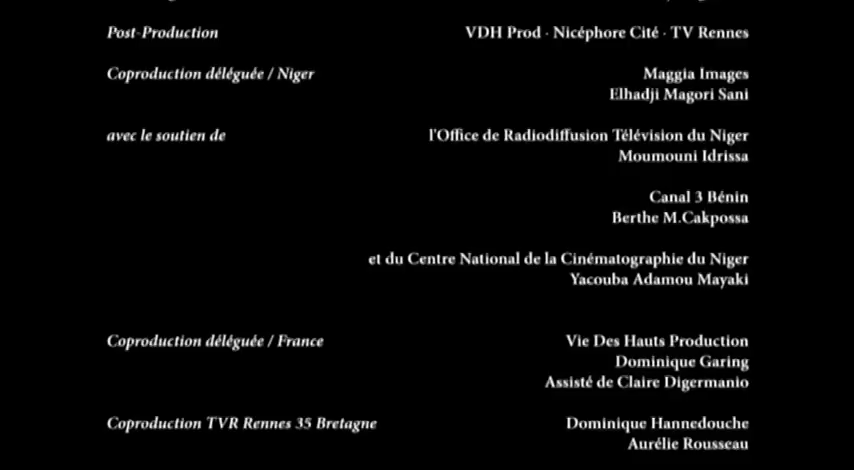 Post-Production VDH Prod · Nicéphore Cité · TV Rennes
Coproduction déléguée / Niger Maggia Images
Elhadji Magori Sani
avec le soutien de l'Office de Radiodiffusion Télévision du Niger
Moumouni Idrissa
Canal 3 Bénin
Berthe M.Cakpossa
et du Centre National de la Cinématographie du Niger
Yacouba Adamou Mayaki
Coproduction déléguée / France Vie Des Hauts Production
Dominique Garing
Assisté de Claire Digermanio
Coproduction TVR Rennes 35 Bretagne Dominique Hannedouche
Aurélie Rousseau